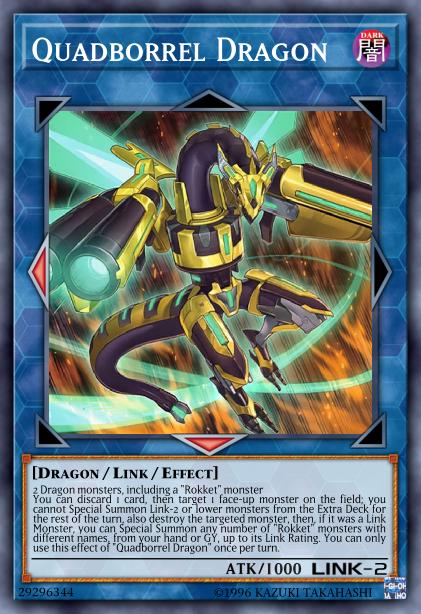 QUADBORREL DRAGON
DARK
闇
[DRAGON / LINK / EFFECT]
2 Dragon monsters, including a "Rokket" monster
You can discard 1 card, then target 1 face-up monster on the field; you
cannot Special Summon Link-2 or lower monsters from the Extra Deck for
the rest of the turn, also destroy the targeted monster, then, if it was a Link
Monster, you can Special Summon any number of "Rokket" monsters with
different names, from your hand or GY, up to its Link Rating. You can only
use this effect of "Quadborrel Dragon" once per turn.
ATK/1000 LINK-2
29296344 ©1996 KAZUKI TAKAHASHI